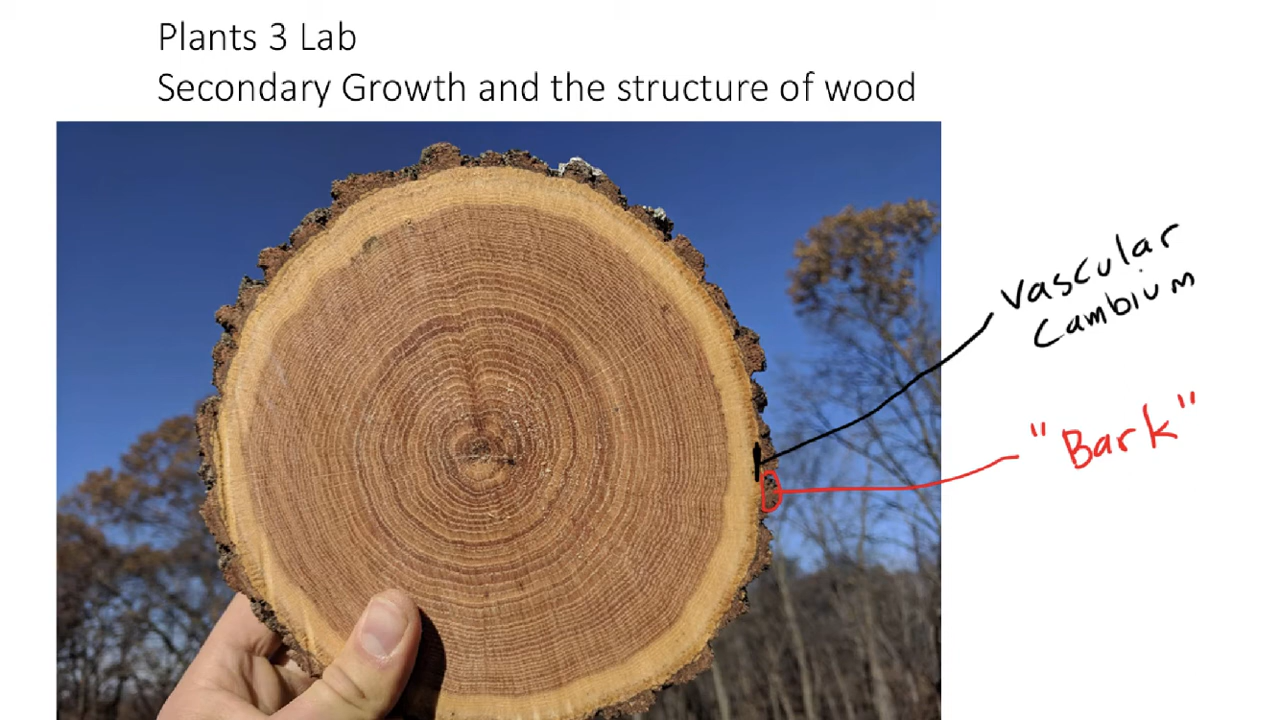 Plants 3 Lab
Secondary Growth and the structure of wood
Vascular
Cambium
"Bark"